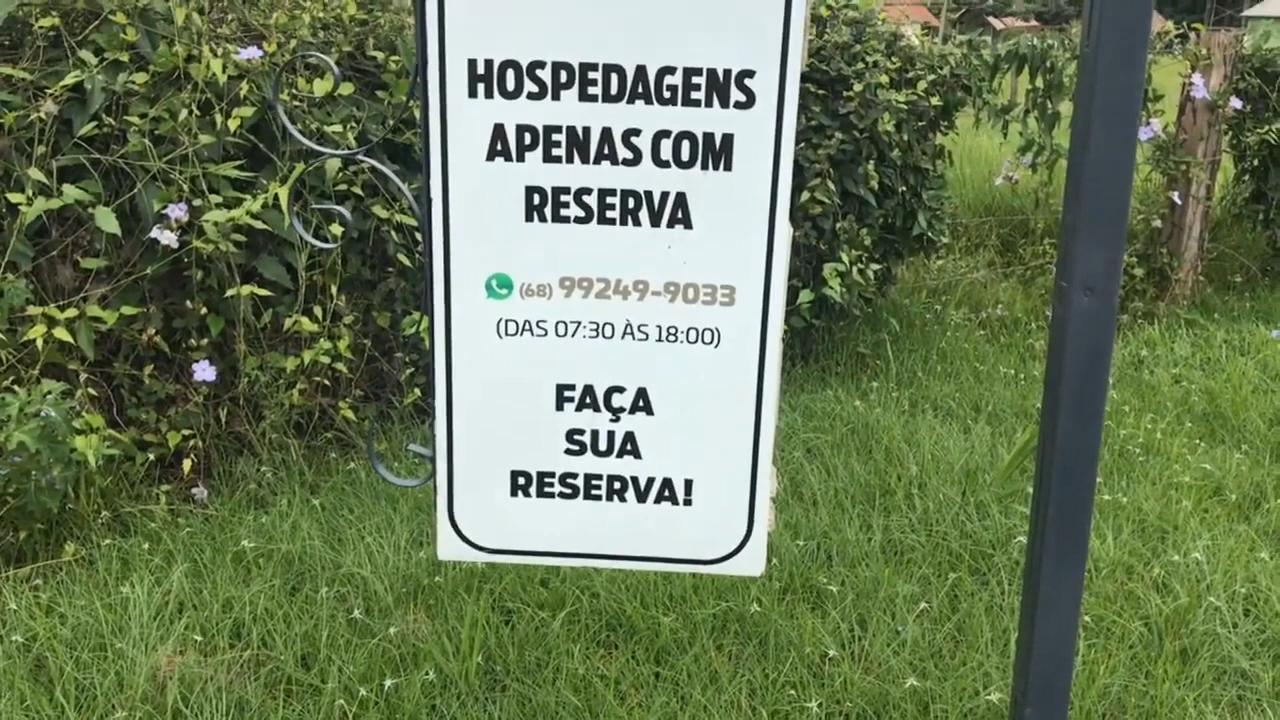 HOSPEDAGENS
APENAS COM
RESERVA
(68) 99249-9033
(DAS 07:30 ÀS 18:00)
FAÇA
SUA
RESERVA!